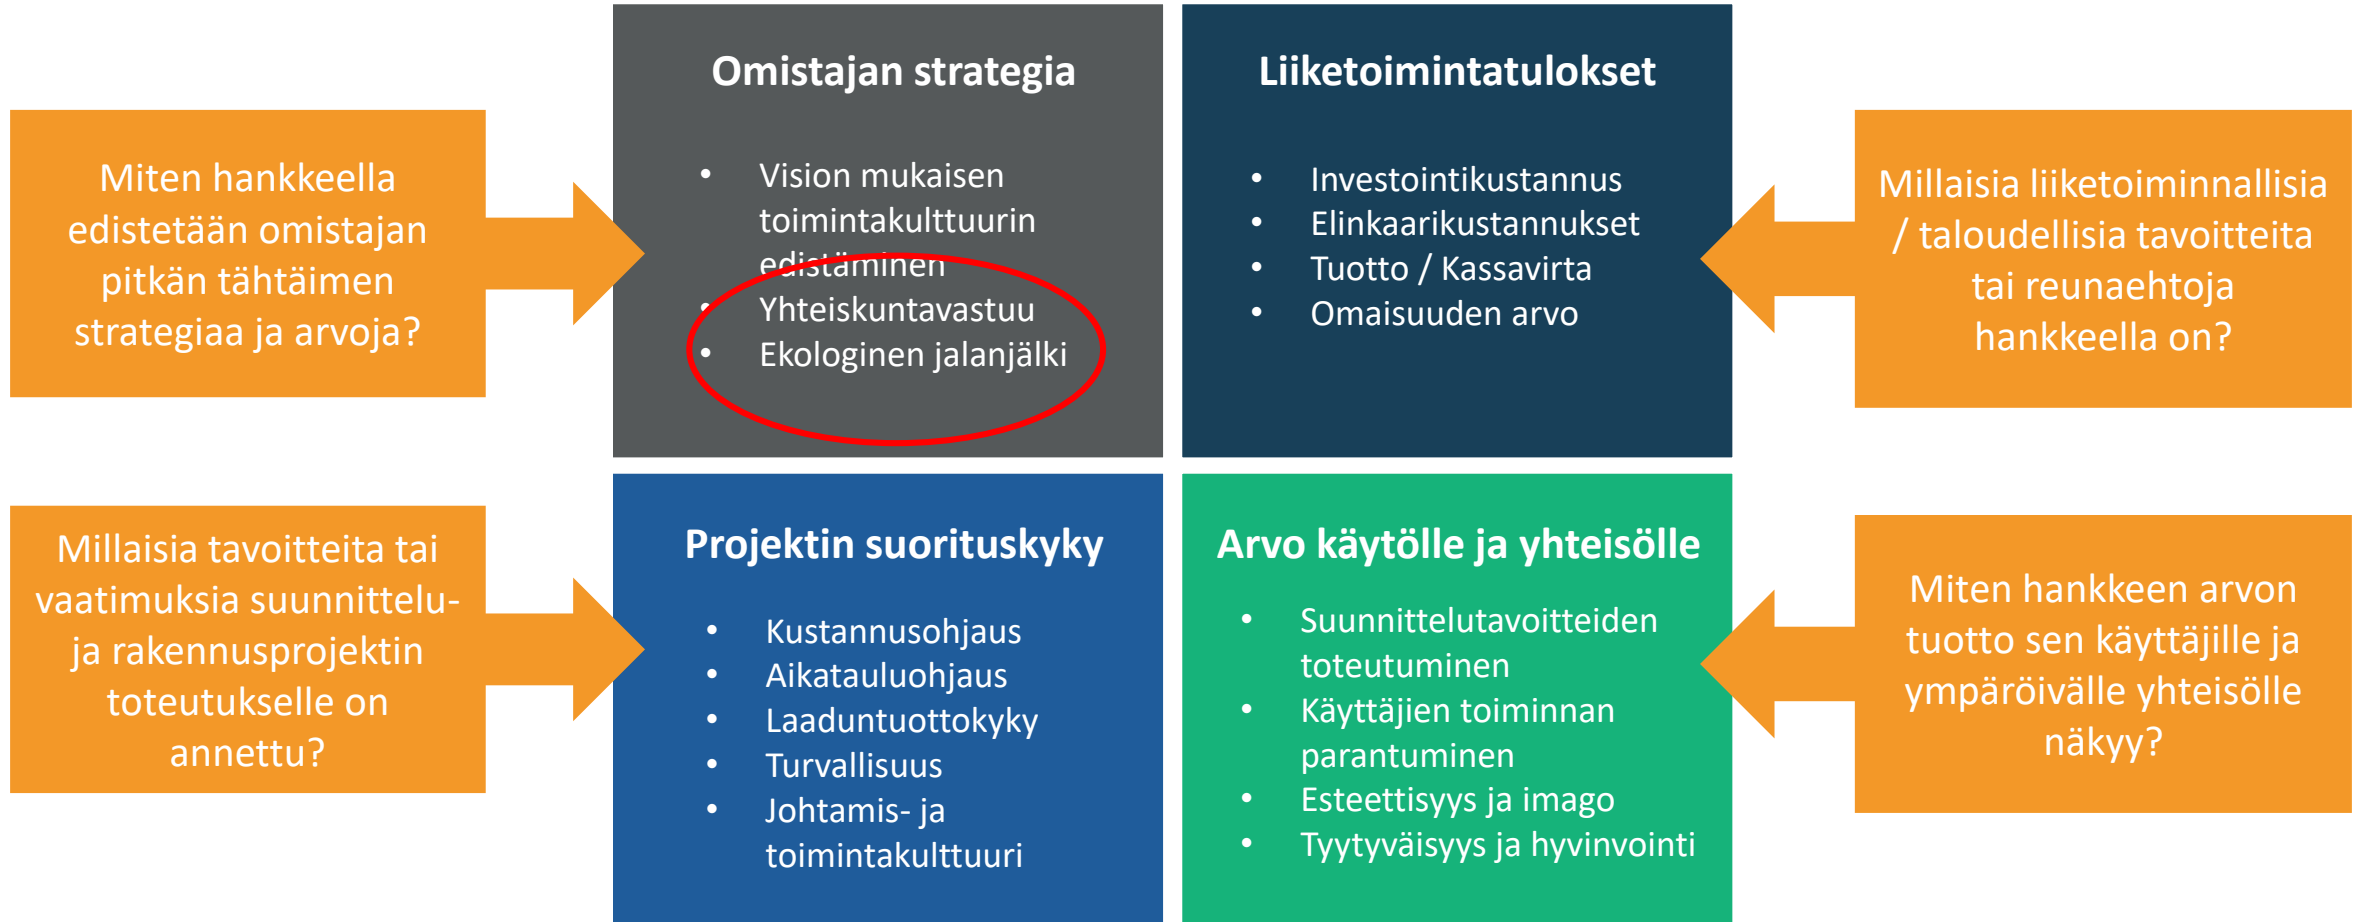 Miten hankkeella
edistetään omistajan
pitkän tähtäimen
strategiaa ja arvoja?
Omistajan strategia
• Vision mukaisen
toimintakulttuurin
edistäminen
• Yhteiskuntavastuu
• Ekologinen jalanjälki
Liiketoimintatulokset
• Investointikustannus
• Elinkaarikustannukset
• Tuotto / Kassavirta
• Omaisuuden arvo
Millaisia liiketoiminnallisia
/ taloudellisia tavoitteita
tai reunaehtoja
hankkeella on?
Millaisia tavoitteita tai
vaatimuksia suunnittelu-
ja rakennusprojektin
toteutukselle on
annettu?
Projektin suorituskyky
• Kustannusohjaus
• Aikatauluohjaus
• Laaduntuottokyky
• Turvallisuus
• Johtamis- ja
toimintakulttuuri
Arvo käytölle ja yhteisölle
• Suunnittelutavoitteiden
toteutuminen
• Käyttäjien toiminnan
parantuminen
• Esteettisyys ja imago
• Tyytyväisyys ja hyvinvointi
Miten hankkeen arvon
tuotto sen käyttäjille ja
ympäröivälle yhteisölle
näkyy?